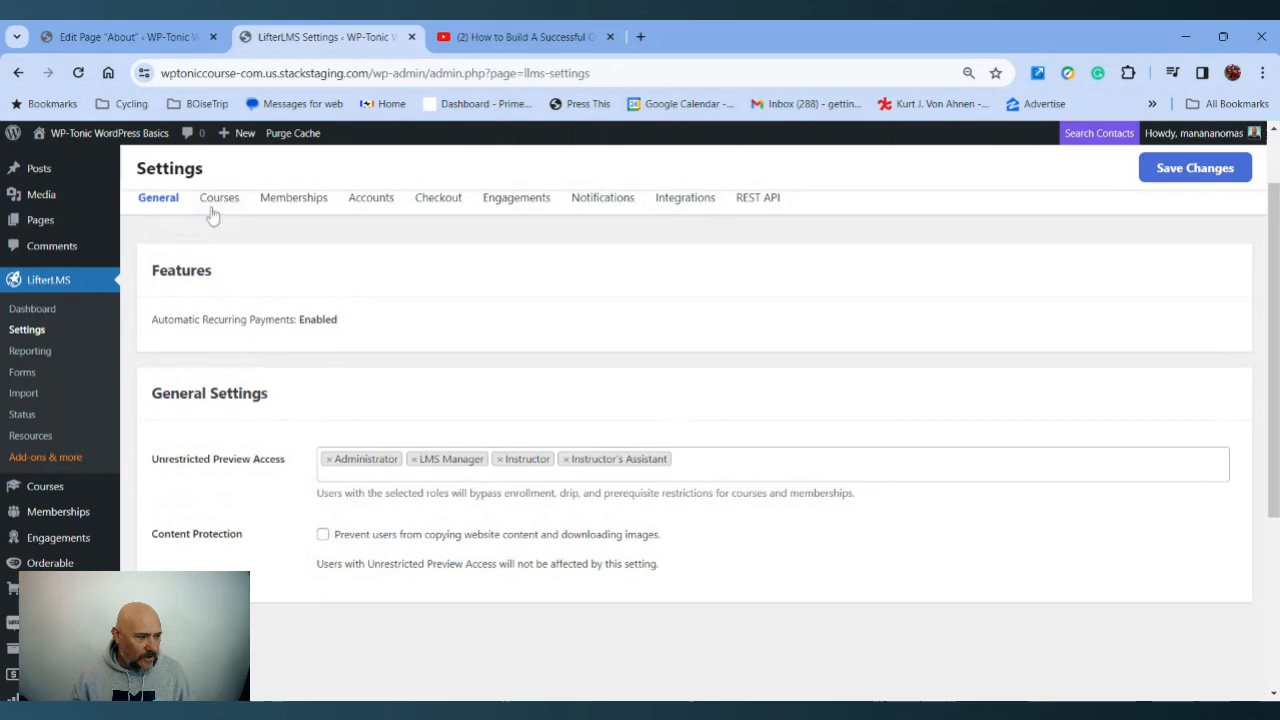 Edit Page "About" ‹ WP-Tonic W
LifterLMS Settings ‹ WP-Tonic W
(2) How to Build A Successful O
wptoniccourse-com.us.stackstaging.com/wp-admin/admin.php?page=llms-settings
Bookmarks
Cycling
BOiseTrip
Messages for web
Home
Dashboard - Prime...
Press This
Google Calendar -...
Inbox (288) - gettin...
Kurt J. Von Ahnen -...
Advertise
»
All Bookmarks
WP-Tonic WordPress Basics
0
New
Purge Cache
Search Contacts
Howdy, manananomas
Posts
Media
Pages
Comments
LifterLMS
Dashboard
Settings
Reporting
Forms
Import
Status
Resources
Add-ons & more
Courses
Memberships
Engagements
Orderable
Settings
Save Changes
General
Courses
Memberships
Accounts
Checkout
Engagements
Notifications
Integrations
REST API
Features
Automatic Recurring Payments: Enabled
General Settings
Unrestricted Preview Access
× Administrator × LMS Manager × Instructor × Instructor's Assistant
Users with the selected roles will bypass enrollment, drip, and prerequisite restrictions for courses and memberships.
Content Protection
Prevent users from copying website content and downloading images.
Users with Unrestricted Preview Access will not be affected by this setting.